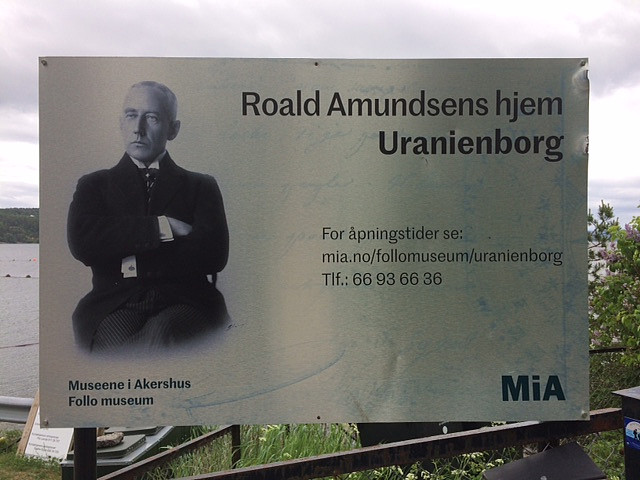 Roald Amundsens hjem
Uranienborg
For åpningstider se:
mia.no/follomuseum/uranienborg
Tlf.: 66 93 66 36
Museene i Akershus
Follo museum
MiA